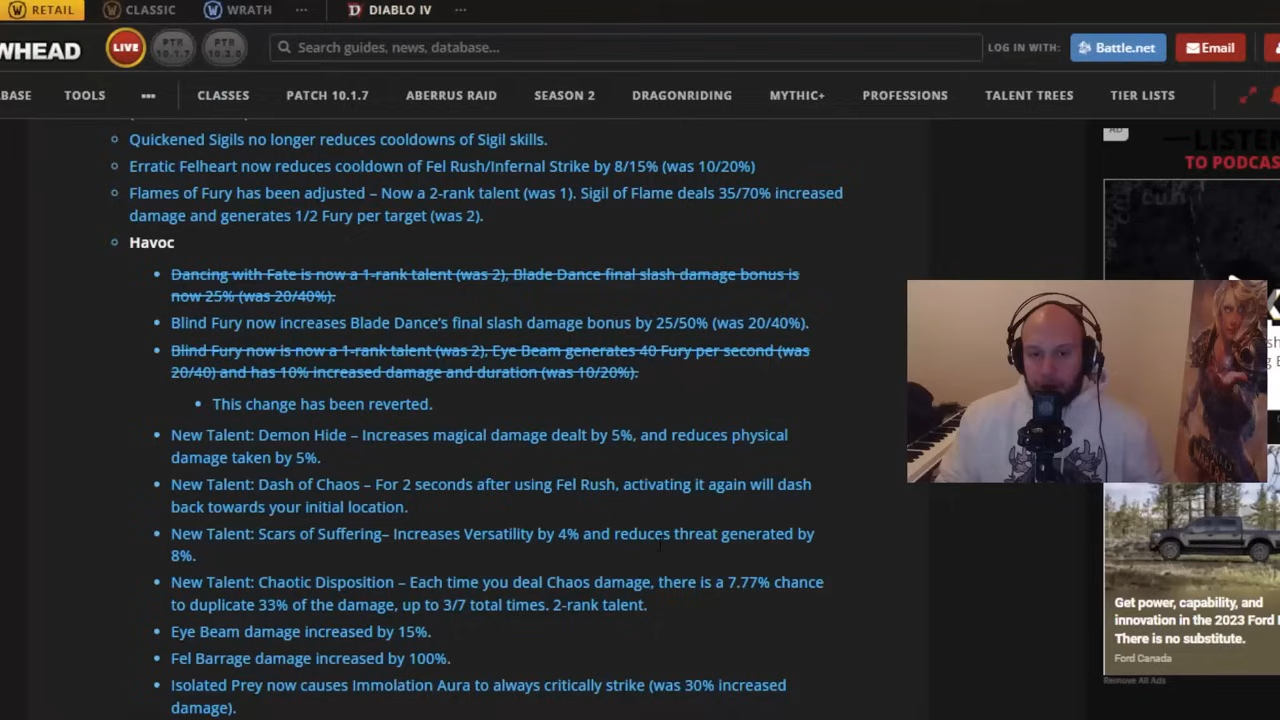 RETAIL CLASSIC WRATH ... DIABLO IV ...
WHEAD LIVE PTR 10.1.7 PTR Search guides, news, database... LOG IN WITH: Battle.net Email
BASE TOOLS ... CLASSES PATCH 10.1.7 ABERRUS RAID SEASON 2 DRAGONRIDING MYTHIC+ PROFESSIONS TALENT TREES TIER LISTS
Quickened Sigils no longer reduces cooldowns of Sigil skills.
Erratic Felheart now reduces cooldown of Fel Rush/Infernal Strike by 8/15% (was 10/20%)
Flames of Fury has been adjusted – Now a 2-rank talent (was 1). Sigil of Flame deals 35/70% increased
damage and generates 1/2 Fury per target (was 2).
Havoc
Dancing with Fate is now a 1-rank talent (was 2), Blade Dance final slash damage bonus is
now 25% (was 20/40%).
Blind Fury now increases Blade Dance's final slash damage bonus by 25/50% (was 20/40%).
Blind Fury now is now a 1-rank talent (was 2), Eye Beam generates 40 Fury per second (was
20/40) and has 10% increased damage and duration (was 10/20%).
This change has been reverted.
New Talent: Demon Hide – Increases magical damage dealt by 5%, and reduces physical
damage taken by 5%.
New Talent: Dash of Chaos – For 2 seconds after using Fel Rush, activating it again will dash
back towards your initial location.
New Talent: Scars of Suffering– Increases Versatility by 4% and reduces threat generated by
8%.
New Talent: Chaotic Disposition – Each time you deal Chaos damage, there is a 7.77% chance
to duplicate 33% of the damage, up to 3/7 total times. 2-rank talent.
Eye Beam damage increased by 15%.
Fel Barrage damage increased by 100%.
Isolated Prey now causes Immolation Aura to always critically strike (was 30% increased
damage).
AD
LISTEN
TO PODCAS
Get power, capability, and
innovation in the 2023 Ford
There is no substitute.
Ford Canada
Remove All Ads